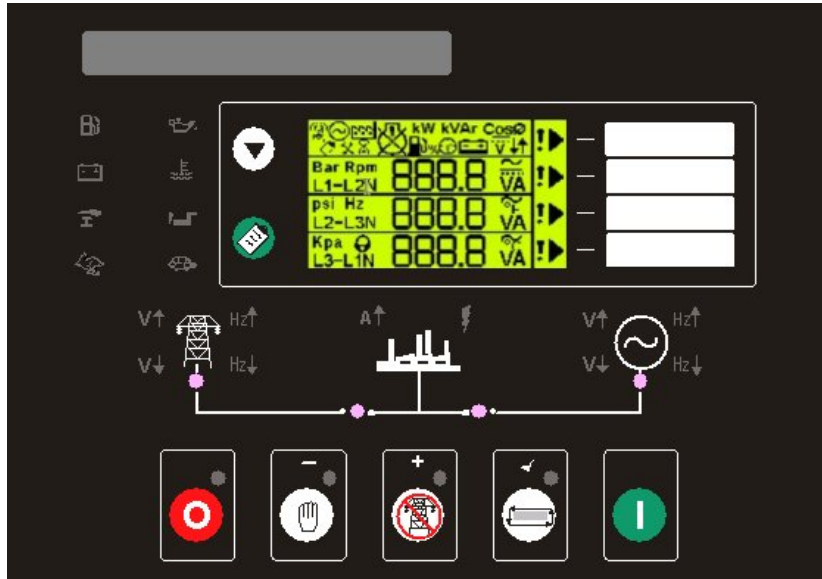 kW kVAr CosØ
V
Bar Rpm 888.8 VA
L1-L2N
psi Hz 888.8 VA
L2-L3N
Kpa 888.8 VA
L3-L1N
V Hz A V Hz
V Hz V Hz
- +
O I